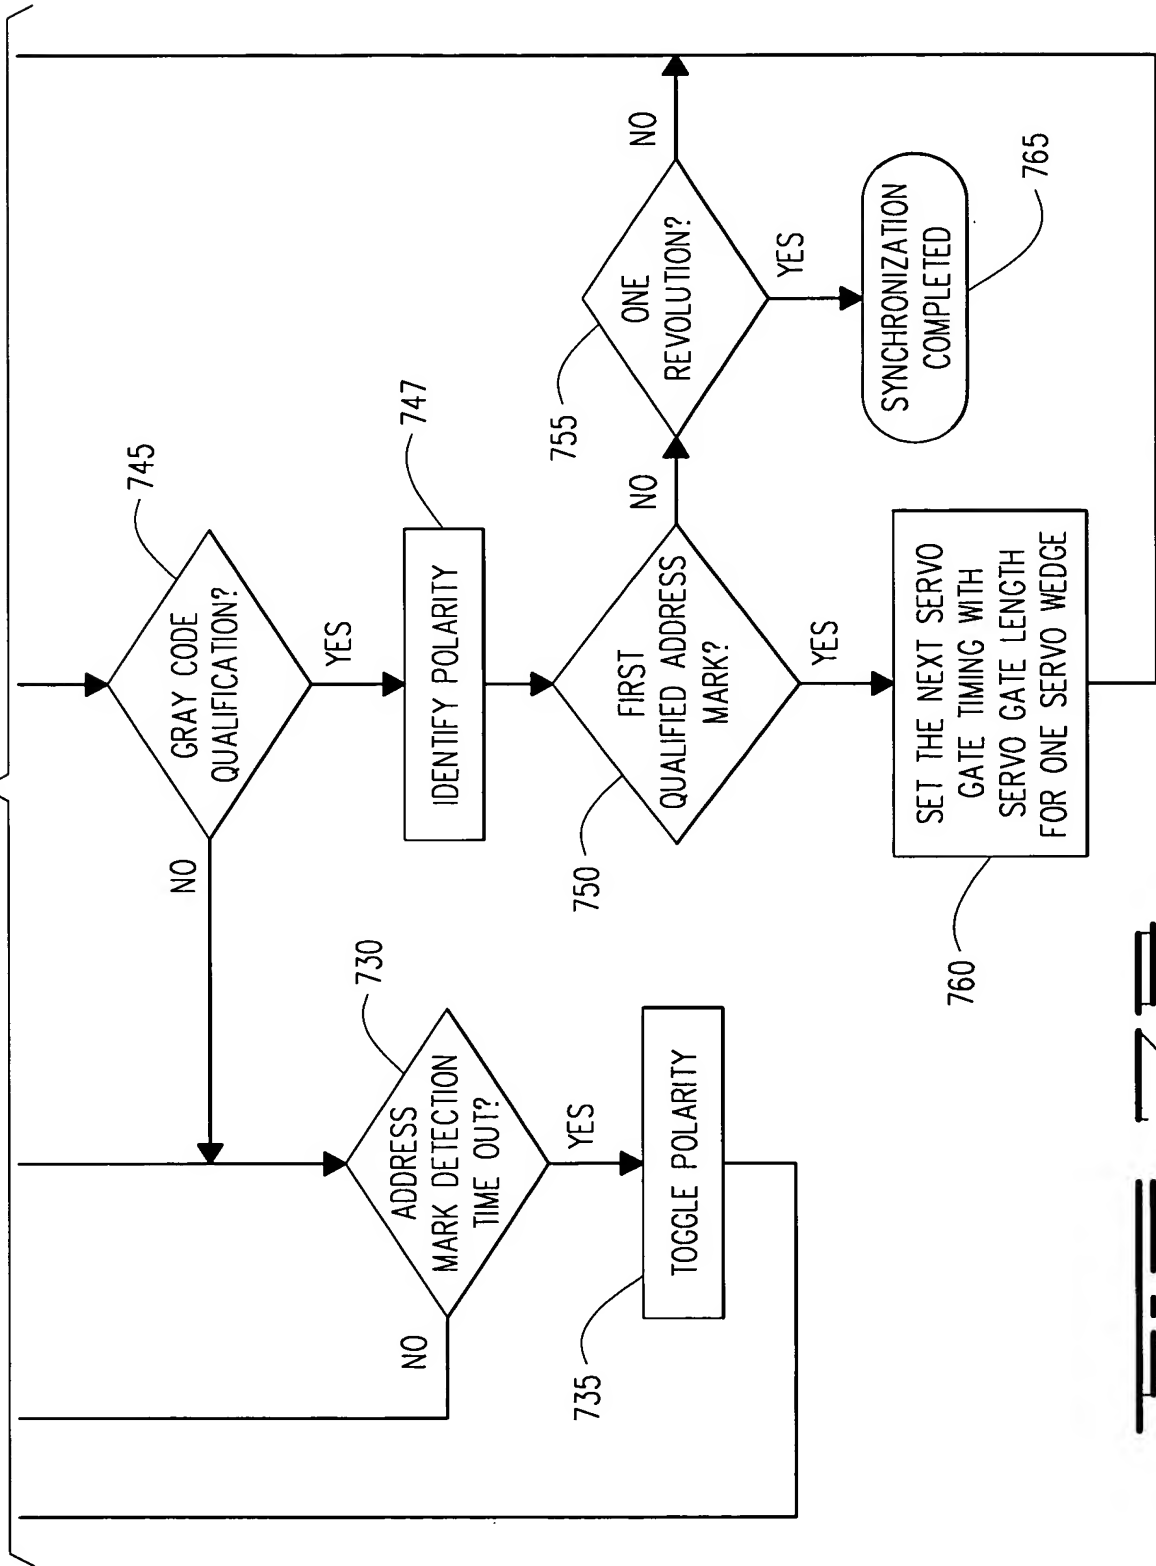 745
GRAY CODE
QUALIFICATION?
NO
YES
747
IDENTIFY POLARITY
730
ADDRESS
MARK DETECTION
TIME OUT?
NO
YES
735
TOGGLE POLARITY
750
FIRST
QUALIFIED ADDRESS
MARK?
NO
YES
755
ONE
REVOLUTION?
NO
YES
760
SET THE NEXT SERVO
GATE TIMING WITH
SERVO GATE LENGTH
FOR ONE SERVO WEDGE
SYNCHRONIZATION
COMPLETED
765